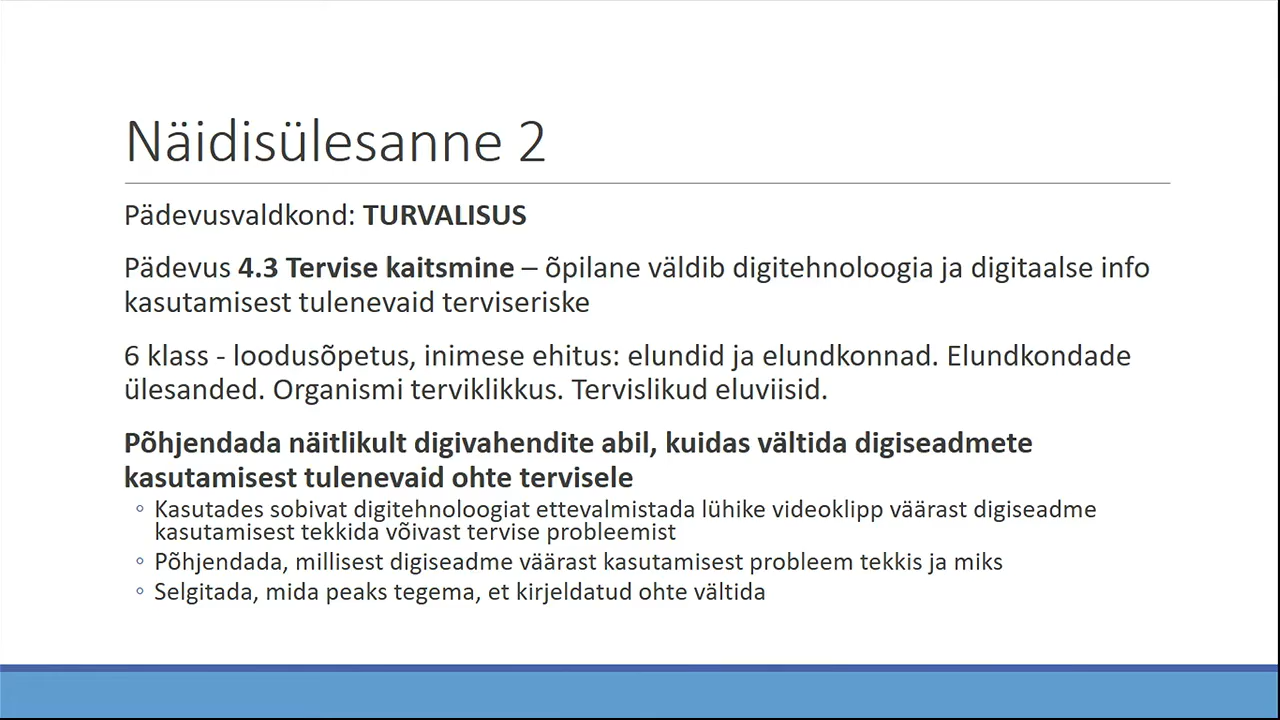 Näidisülesanne 2
Pädevusvaldkond: TURVALISUS
Pädevus 4.3 Tervise kaitsmine – õpilane väldib digitehnoloogia ja digitaalse info
kasutamisest tulenevaid terviseriske
6 klass - loodusõpetus, inimese ehitus: elundid ja elundkonnad. Elundkondade
ülesanded. Organismi terviklikkus. Tervislikud eluviisid.
Põhjendada näitlikult digivahendite abil, kuidas vältida digiseadmete
kasutamisest tulenevaid ohte tervisele
◦ Kasutades sobivat digitehnoloogiat ettevalmistada lühike videoklipp väärast digiseadme
kasutamisest tekkida võivast tervise probleemist
◦ Põhjendada, millisest digiseadme väärast kasutamisest probleem tekkis ja miks
◦ Selgitada, mida peaks tegema, et kirjeldatud ohte vältida